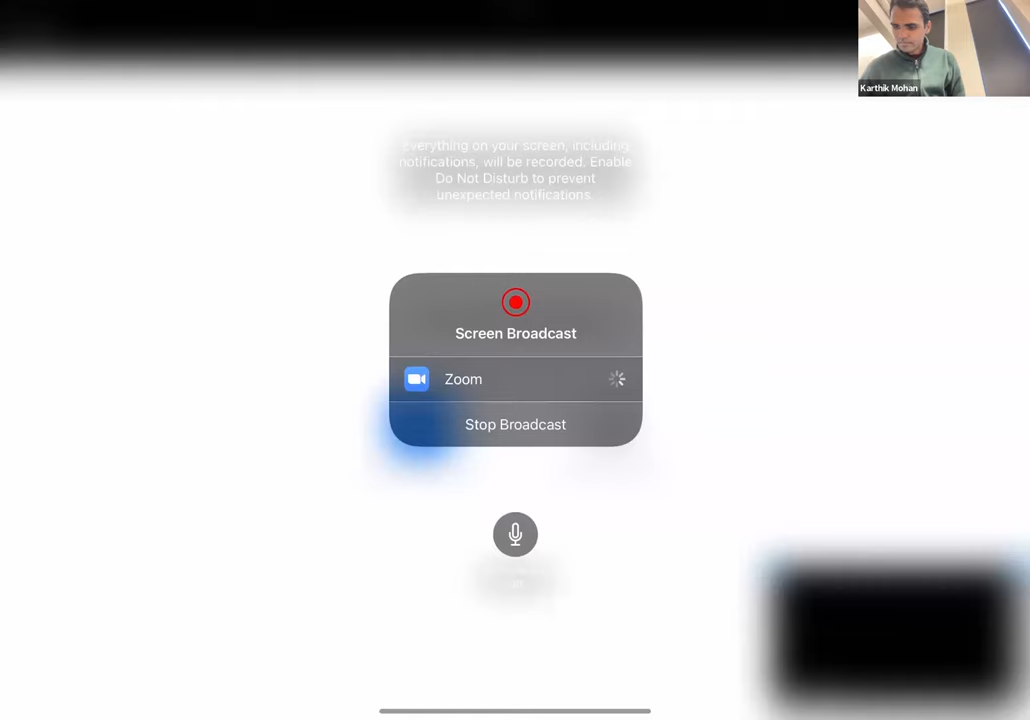 Karthik Mohan
Everything on your screen, including
notifications, will be recorded. Enable
Do Not Disturb to prevent
unexpected notifications.
Screen Broadcast
Zoom
Stop Broadcast